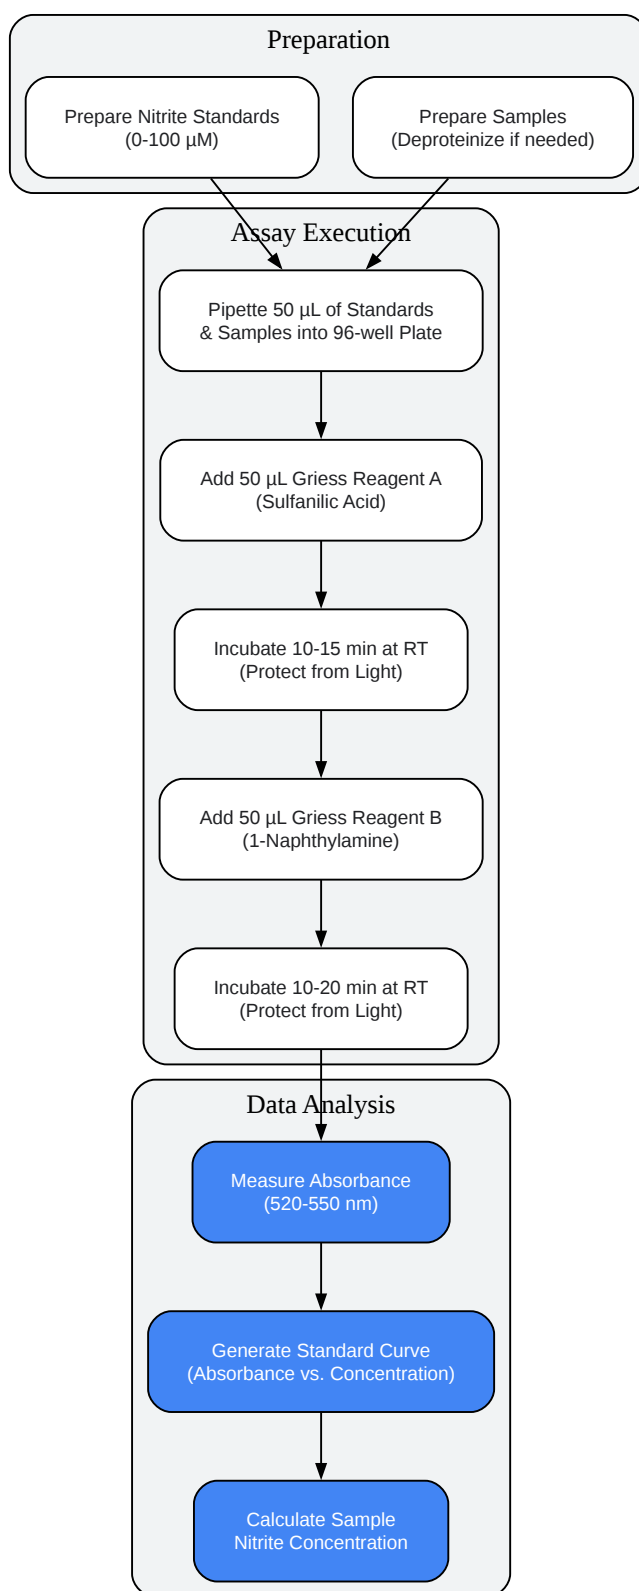 Preparation
Prepare Nitrite Standards
(0-100 µM)
Prepare Samples
(Deproteinize if needed)
Assay Execution
Pipette 50 µL of Standards
& Samples into 96-well Plate
Add 50 µL Griess Reagent A
(Sulfanilic Acid)
Incubate 10-15 min at RT
(Protect from Light)
Add 50 µL Griess Reagent B
(1-Naphthylamine)
Incubate 10-20 min at RT
(Protect from Light)
Data Analysis
Measure Absorbance
(520-550 nm)
Generate Standard Curve
(Absorbance vs. Concentration)
Calculate Sample
Nitrite Concentration